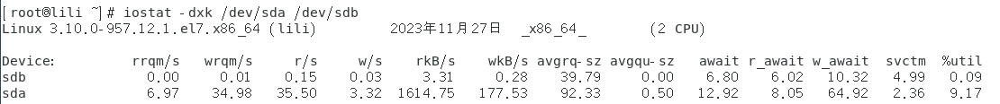 [root@lili ~]# iostat -dxk /dev/sda /dev/sdb
Linux 3.10.0-957.12.1.el7.x86_64 (lili) 2023年11月27日 _x86_64_ (2 CPU)
Device: rrqm/s wrqm/s r/s w/s rkB/s wkB/s avgrq-sz avgqu-sz await r_await w_await svctm %util
sdb 0.00 0.01 0.15 0.03 3.31 0.28 39.79 0.00 6.80 6.02 10.32 4.99 0.09
sda 6.97 34.98 35.50 3.32 1614.75 177.53 92.33 0.50 12.92 8.05 64.92 2.36 9.17